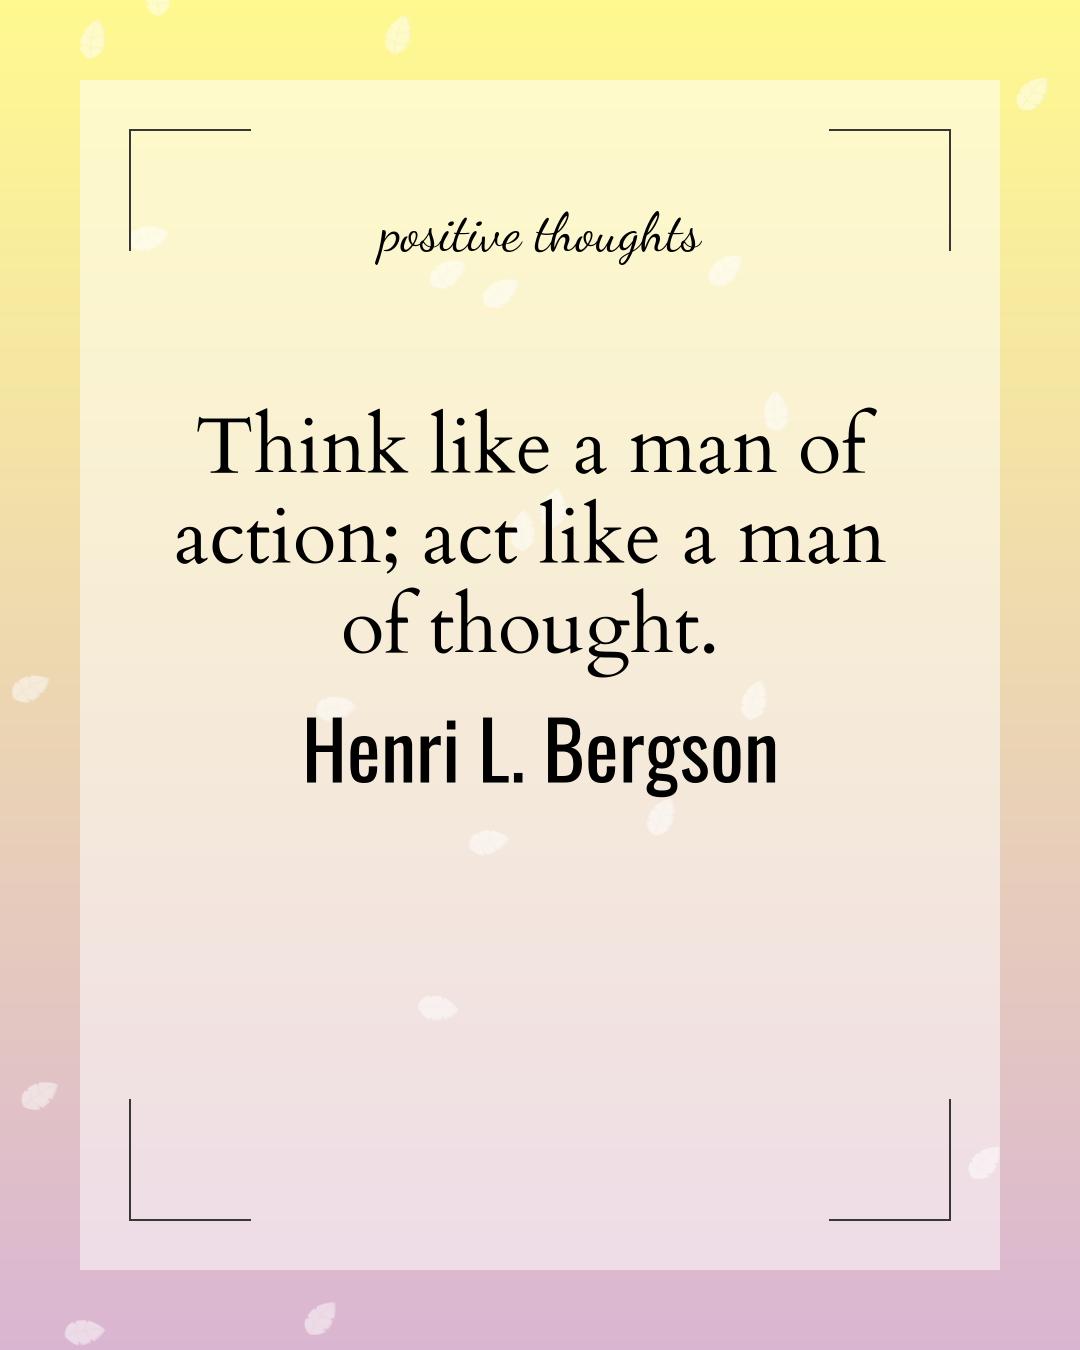 positive thoughts
Think like a man of
action; act like a man
of thought.
Henri L. Bergson